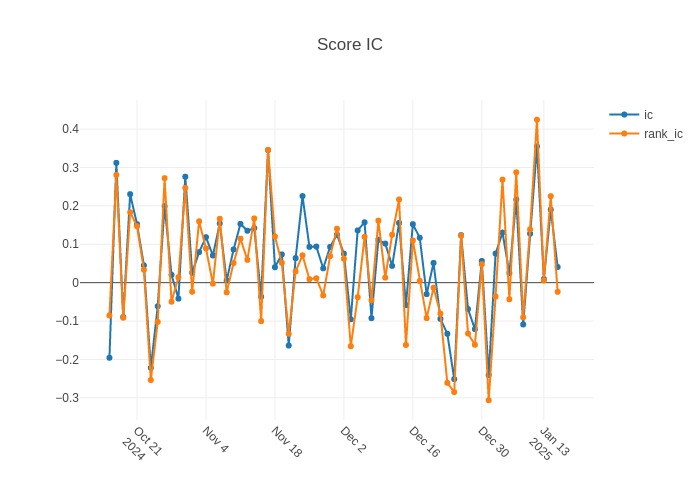 Score IC
ic
rank_ic
0.4
0.3
0.2
0.1
0
−0.1
−0.2
−0.3
Oct 21
2024
Nov 4
Nov 18
Dec 2
Dec 16
Dec 30
Jan 13
2025